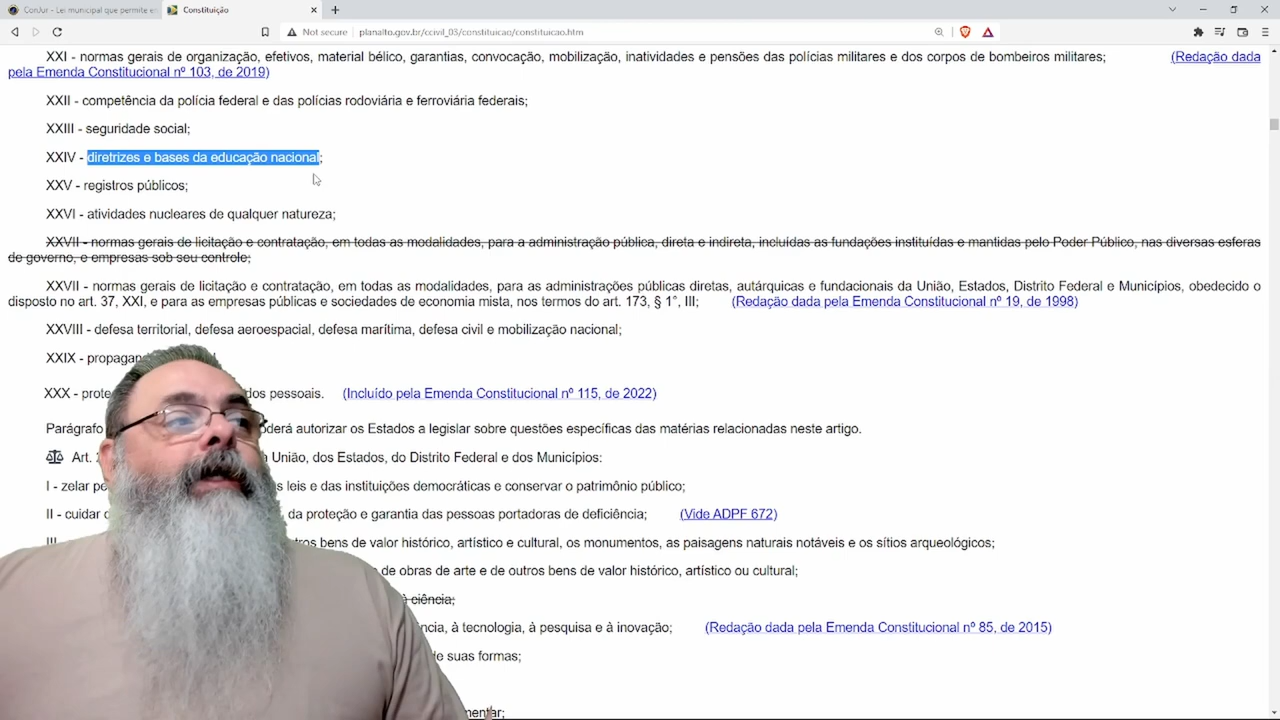 ConJur - Lei municipal que permite e
Constituição
Not secure
planalto.gov.br/ccivil_03/constituicao/constituicao.htm
XXI - normas gerais de organização, efetivos, material bélico, garantias, convocação, mobilização, inatividades e pensões das polícias militares e dos corpos de bombeiros militares; (Redação dada
pela Emenda Constitucional nº 103, de 2019)
XXII - competência da polícia federal e das polícias rodoviária e ferroviária federais;
XXIII - seguridade social;
XXIV - diretrizes e bases da educação nacional;
XXV - registros públicos;
XXVI - atividades nucleares de qualquer natureza;
XXVII - normas gerais de licitação e contratação, em todas as modalidades, para a administração pública, direta e indireta, incluídas as fundações instituídas e mantidas pelo Poder Público, nas diversas esferas
de governo, e empresas sob seu controle;
XXVII - normas gerais de licitação e contratação, em todas as modalidades, para as administrações públicas diretas, autárquicas e fundacionais da União, Estados, Distrito Federal e Municípios, obedecido o
disposto no art. 37, XXI, e para as empresas públicas e sociedades de economia mista, nos termos do art. 173, § 1°, III; (Redação dada pela Emenda Constitucional nº 19, de 1998)
XXVIII - defesa territorial, defesa aeroespacial, defesa marítima, defesa civil e mobilização nacional;
XXIX - propagan
XXX - prote dos pessoais. (Incluído pela Emenda Constitucional nº 115, de 2022)
Parágrafo derá autorizar os Estados a legislar sobre questões específicas das matérias relacionadas neste artigo.
Art. União, dos Estados, do Distrito Federal e dos Municípios:
I - zelar pe s leis e das instituições democráticas e conservar o patrimônio público;
II - cuidar da proteção e garantia das pessoas portadoras de deficiência; (Vide ADPF 672)
III tros bens de valor histórico, artístico e cultural, os monumentos, as paisagens naturais notáveis e os sítios arqueológicos;
de obras de arte e de outros bens de valor histórico, artístico ou cultural;
à ciência;
ncia, à tecnologia, à pesquisa e à inovação; (Redação dada pela Emenda Constitucional nº 85, de 2015)
de suas formas;
mentar;